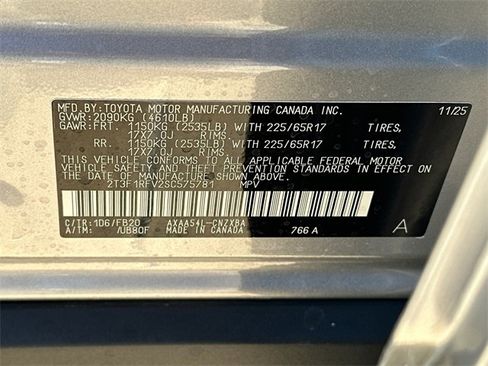 MFD.BY:TOYOTA MOTOR MANUFACTURING CANADA INC. 11/25
GVWR:2090KG (4610LB)
GAWR:FRT. 1150KG (2535LB) WITH 225/65R17 TIRES,
17X7.0J RIMS,
RR. 1150KG (2535LB) WITH 225/65R17 TIRES,
17X7.0J RIMS,
THIS VEHICLE CONFORMS TO ALL APPLICABLE FEDERAL MOTOR
VEHICLE SAFETY AND THEFT PREVENTION STANDARDS IN EFFECT
ON THE DATE OF MANUFACTURE SHOWN ABOVE.
2T3F1RFV2SC575781 MPV
C/TR:1D6/FB20 AXAA54L-CNZXBA A
A/TM: /UB80F MADE IN CANADA 766A